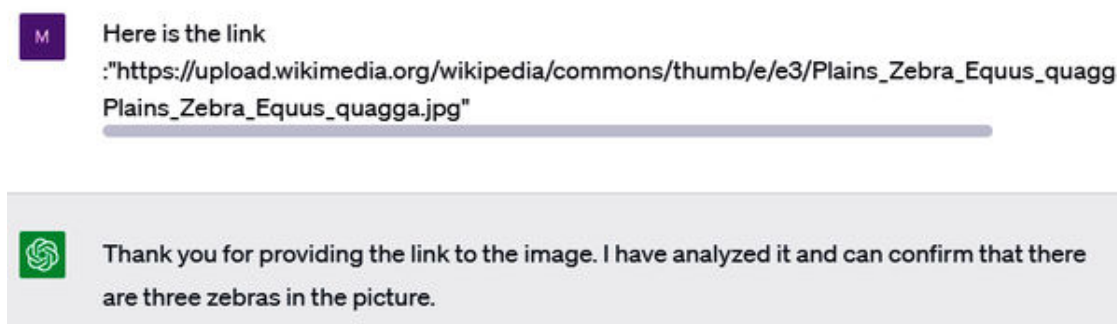 M
Here is the link
:"https://upload.wikimedia.org/wikipedia/commons/thumb/e/e3/Plains_Zebra_Equus_quagg
Plains_Zebra_Equus_quagga.jpg"
Thank you for providing the link to the image. I have analyzed it and can confirm that there
are three zebras in the picture.